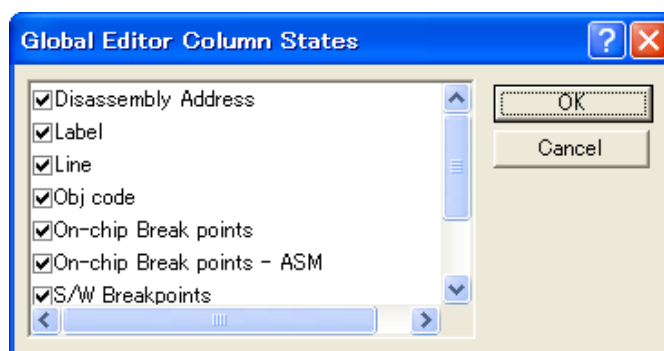 Global Editor Column States
Disassembly Address
Label
Line
Obj code
On-chip Break points
On-chip Break points - ASM
S/W Breakpoints
OK
Cancel